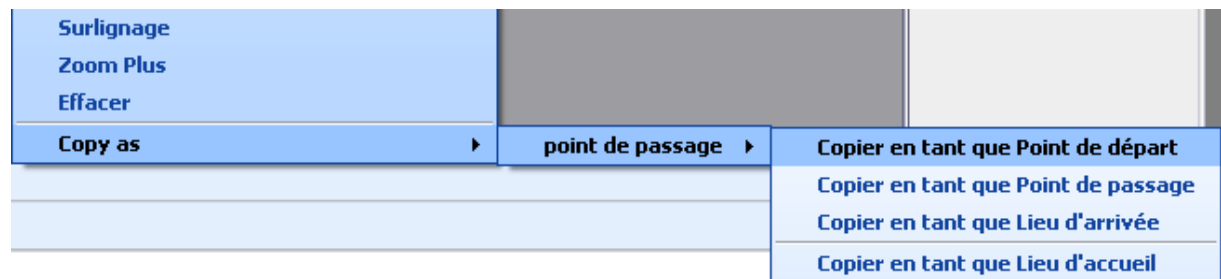 Surlignage
Zoom Plus
Effacer
Copy as
point de passage
Copier en tant que Point de départ
Copier en tant que Point de passage
Copier en tant que Lieu d'arrivée
Copier en tant que Lieu d'accueil